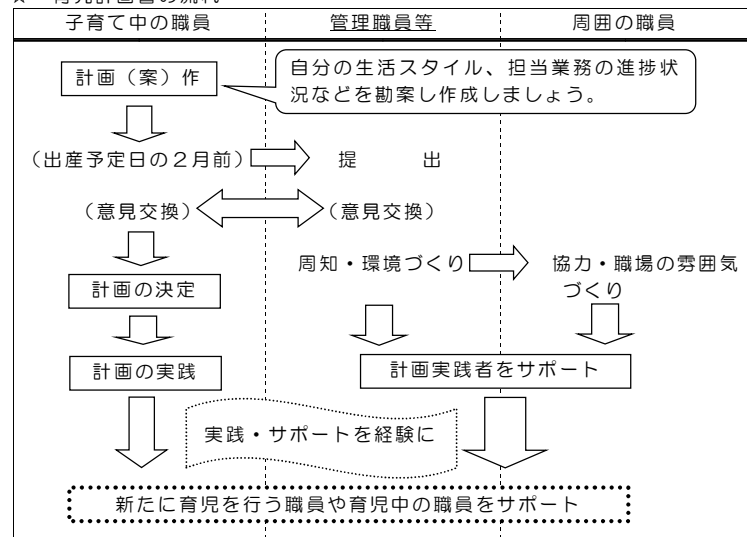 子育て中の職員
管理職員等
周囲の職員
計画（案）作
自分の生活スタイル、担当業務の進捗状
況などを勘案し作成しましょう。
（出産予定日の２月前）
提　　出
（意見交換）
（意見交換）
周知・環境づくり
協力・職場の雰囲気
づくり
計画の決定
計画の実践
計画実践者をサポート
実践・サポートを経験に
新たに育児を行う職員や育児中の職員をサポート